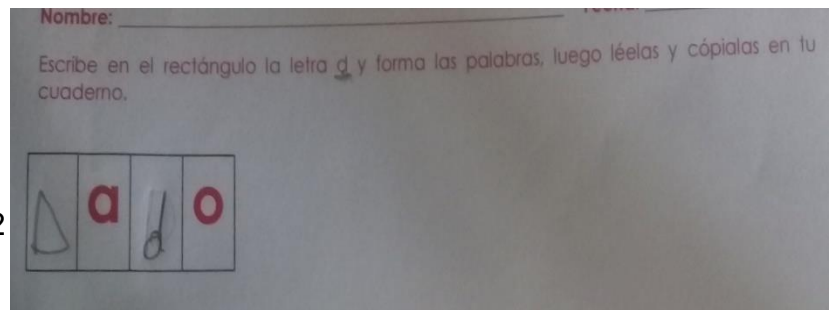 Nombre:
Escribe en el rectángulo la letra d y forma las palabras, luego léelas y cópialas en tu
cuaderno.
D a d o